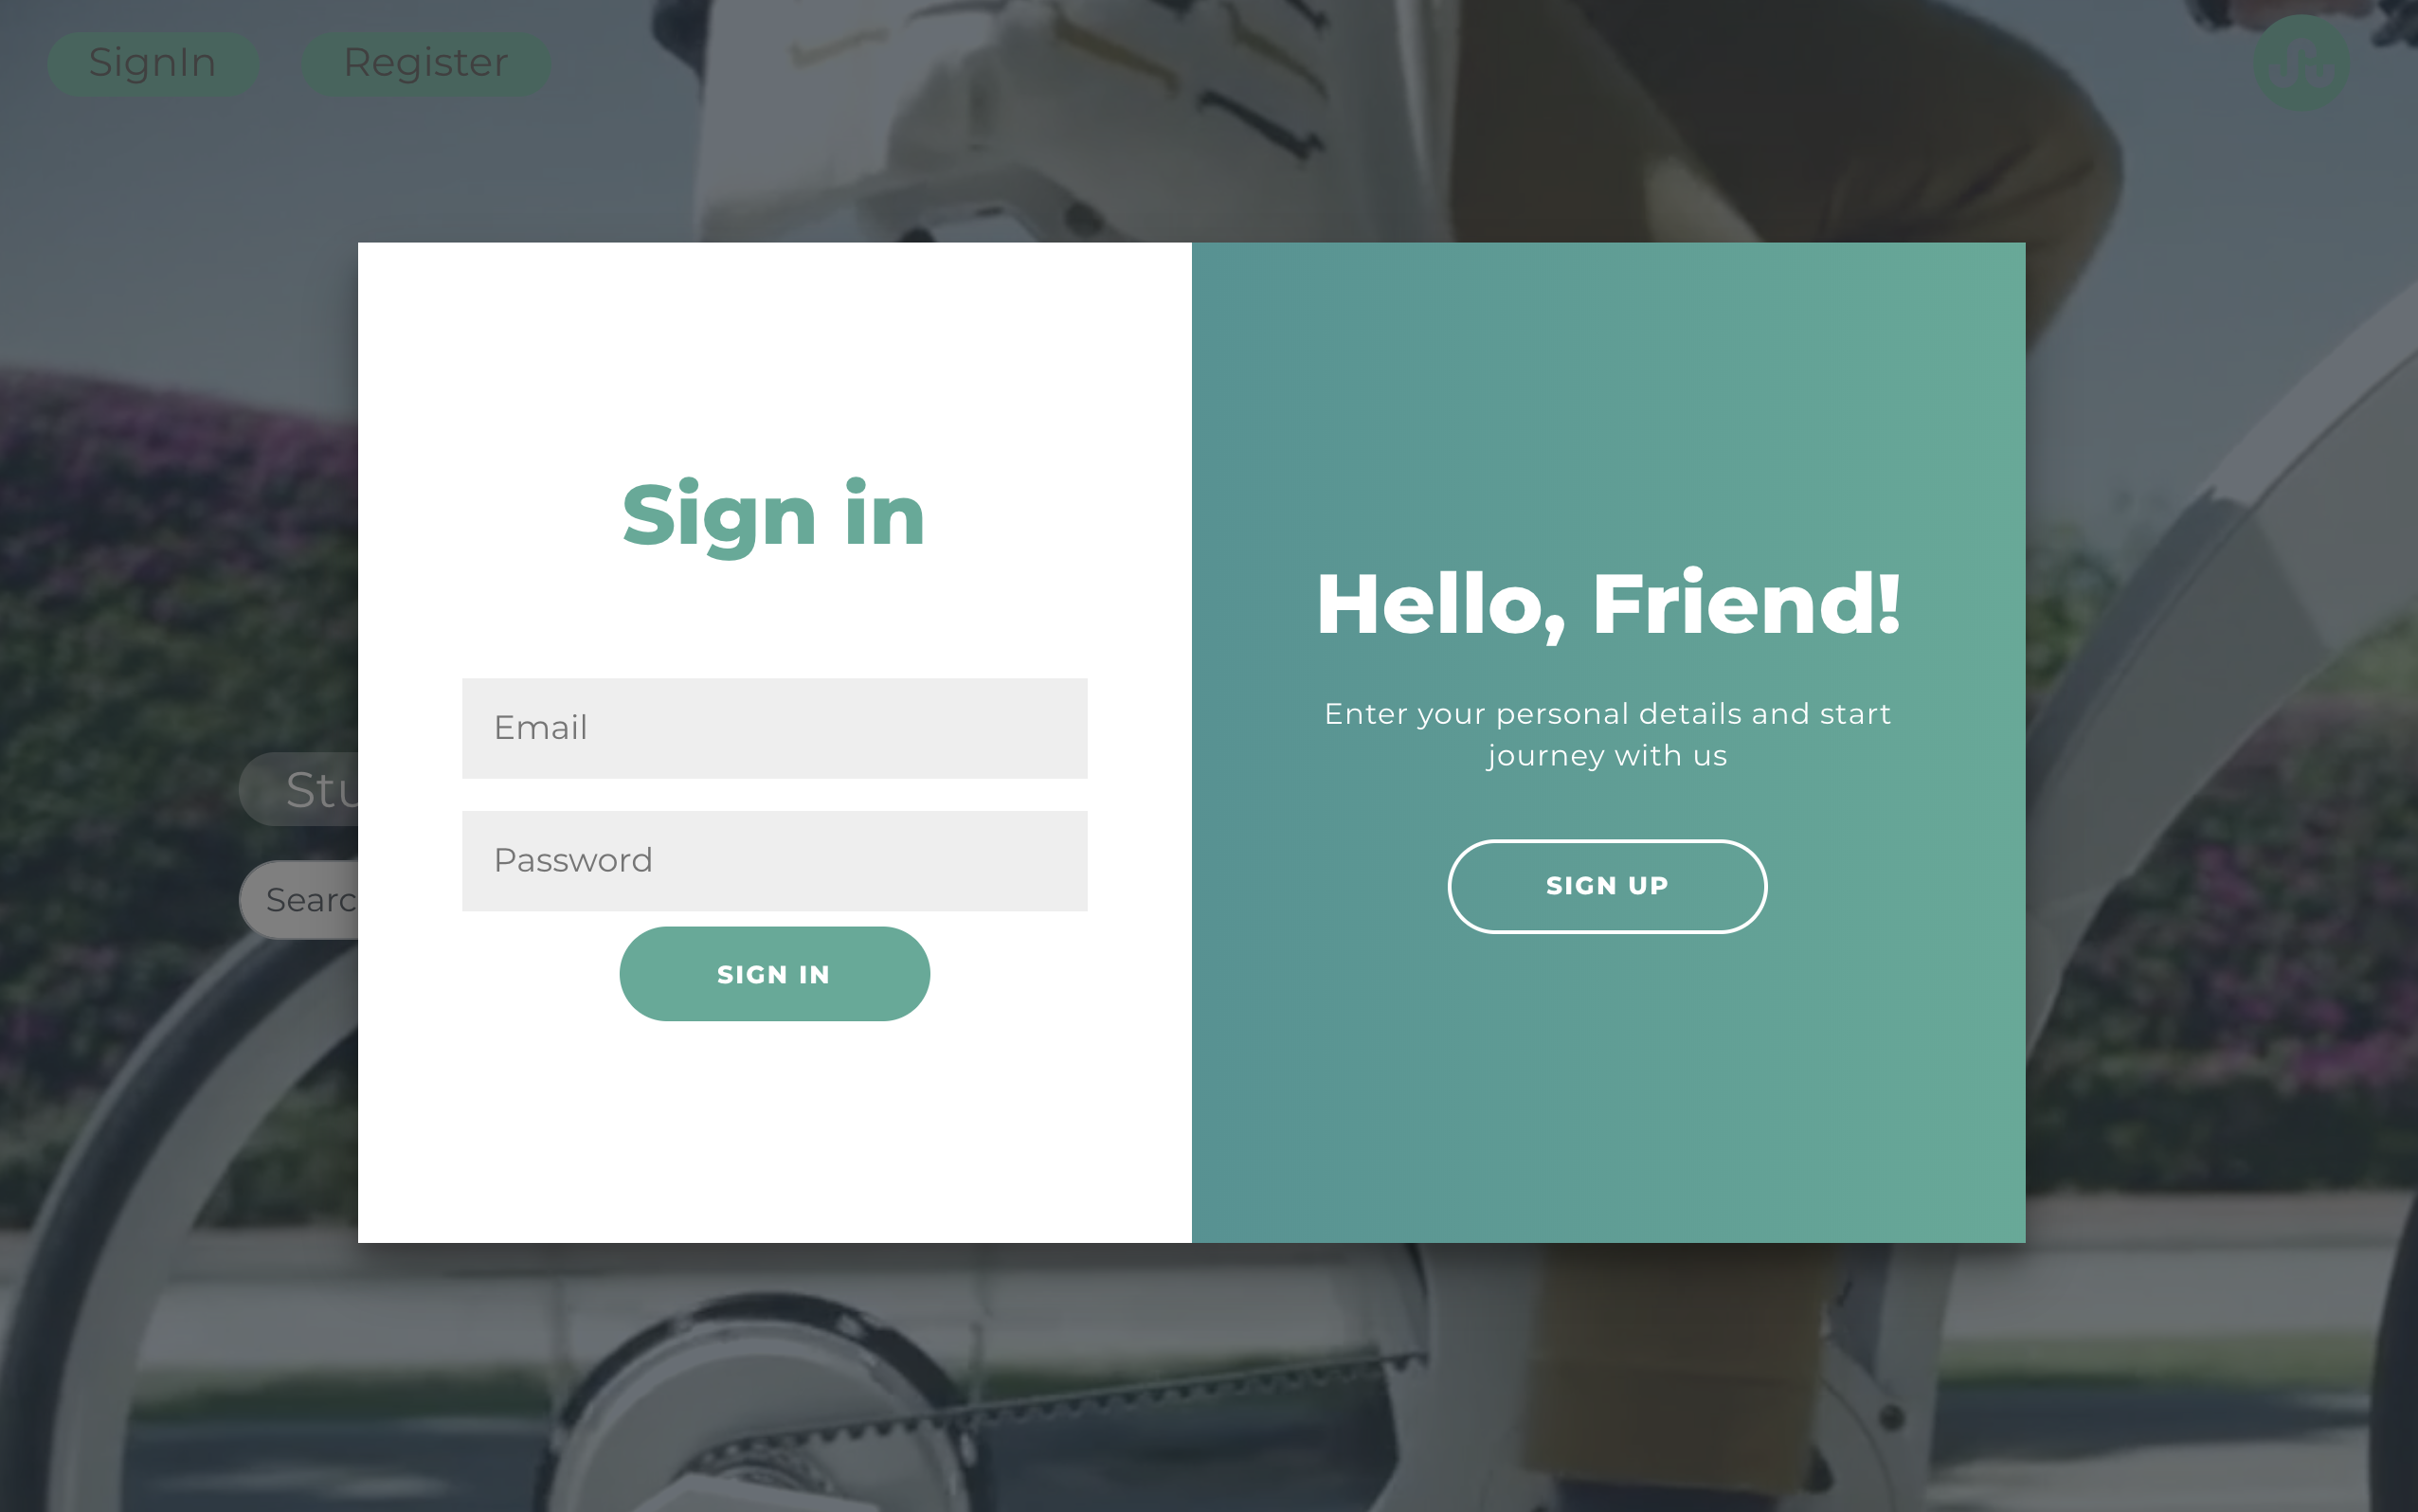 SignIn
Register
Sign in
Email
Password
SIGN IN
Hello, Friend!
Enter your personal details and start
journey with us
SIGN UP
Stu
Searc